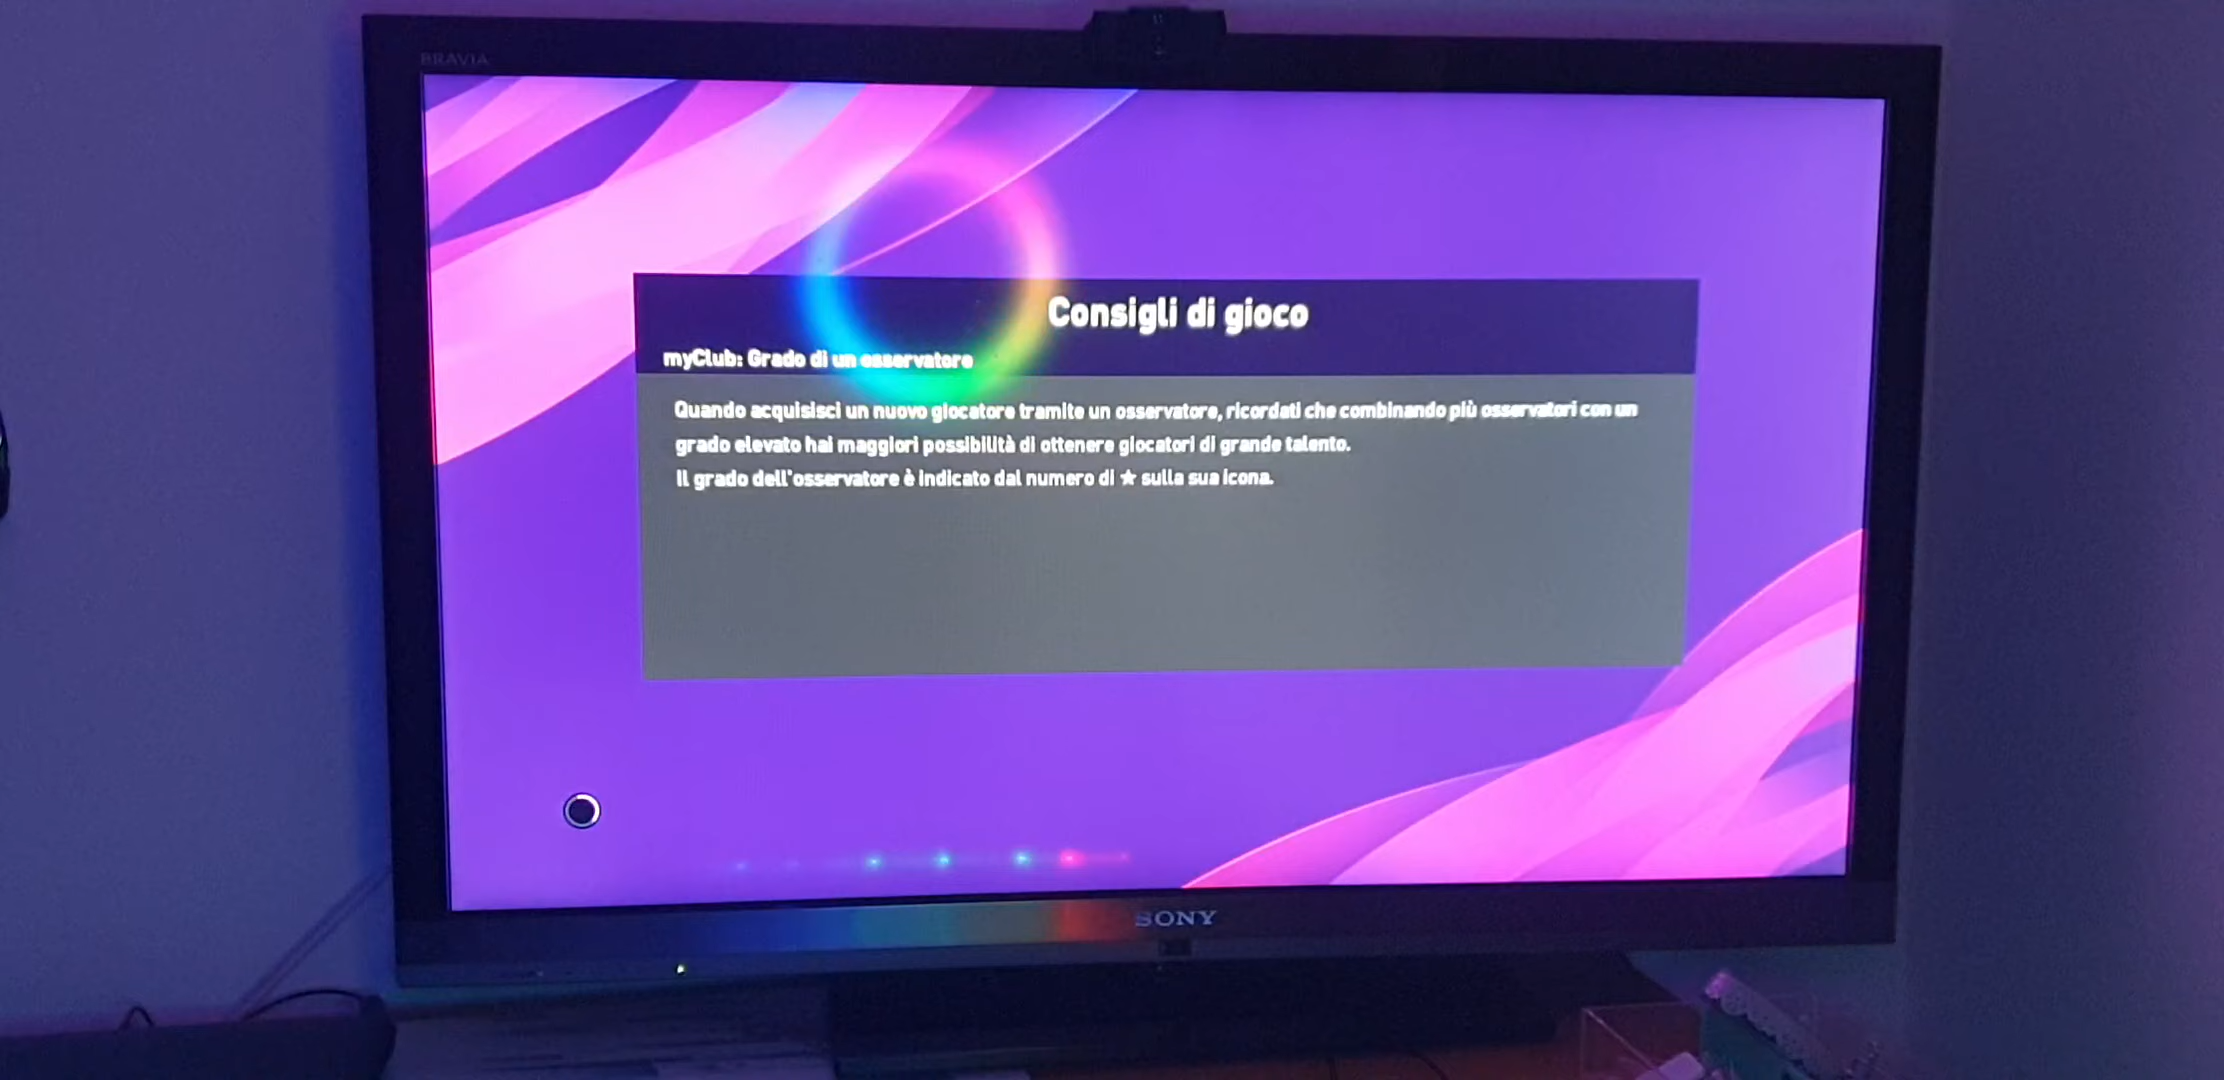 BRAVIA
Consigli di gioco
myClub: Grado di un osservatore
Quando acquisisci un nuovo giocatore tramite un osservatore, ricordati che combinando più osservatori con un
grado elevato hai maggiori possibilità di ottenere giocatori di grande talento.
Il grado dell'osservatore è indicato dal numero di ★ sulla sua icona.
SONY